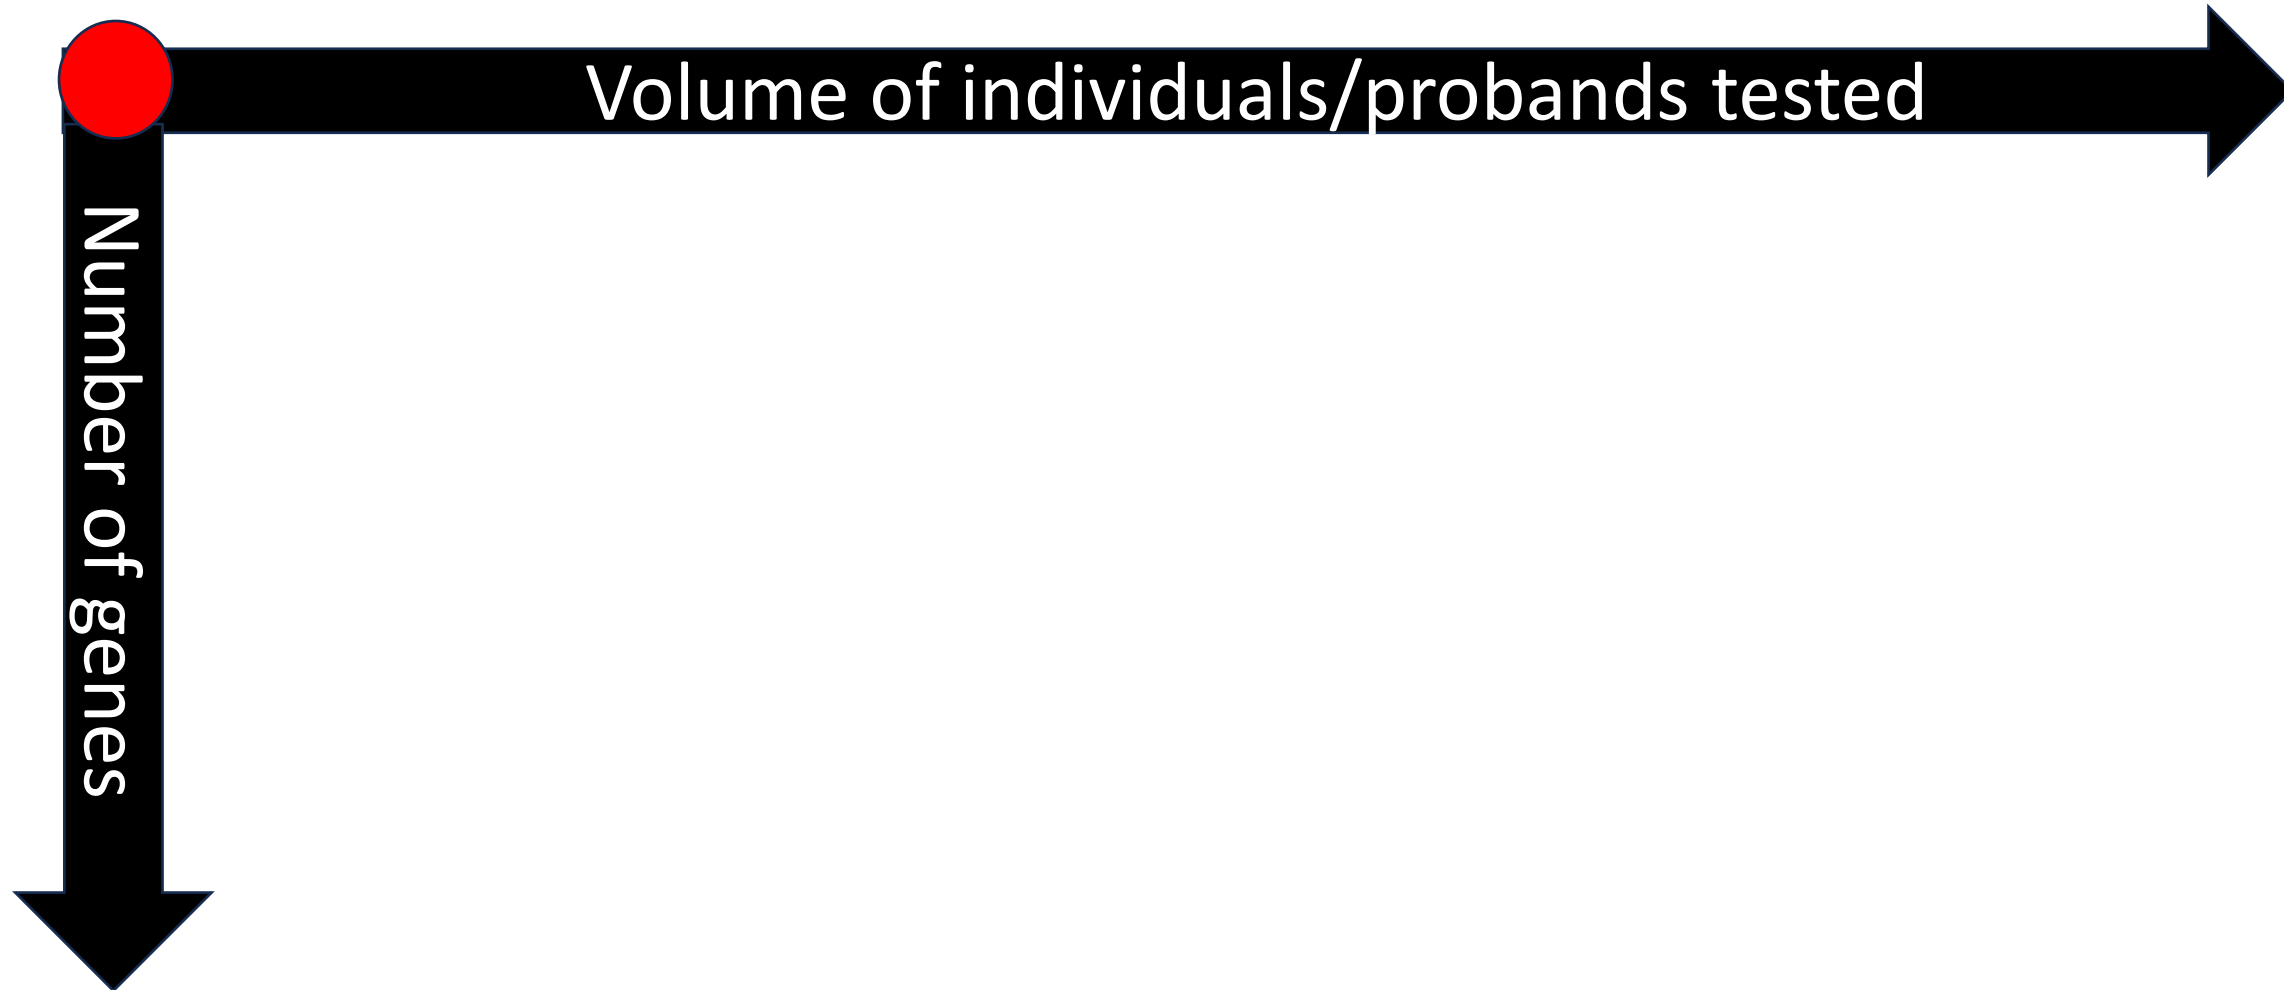 Volume of individuals/probands tested
Number of genes